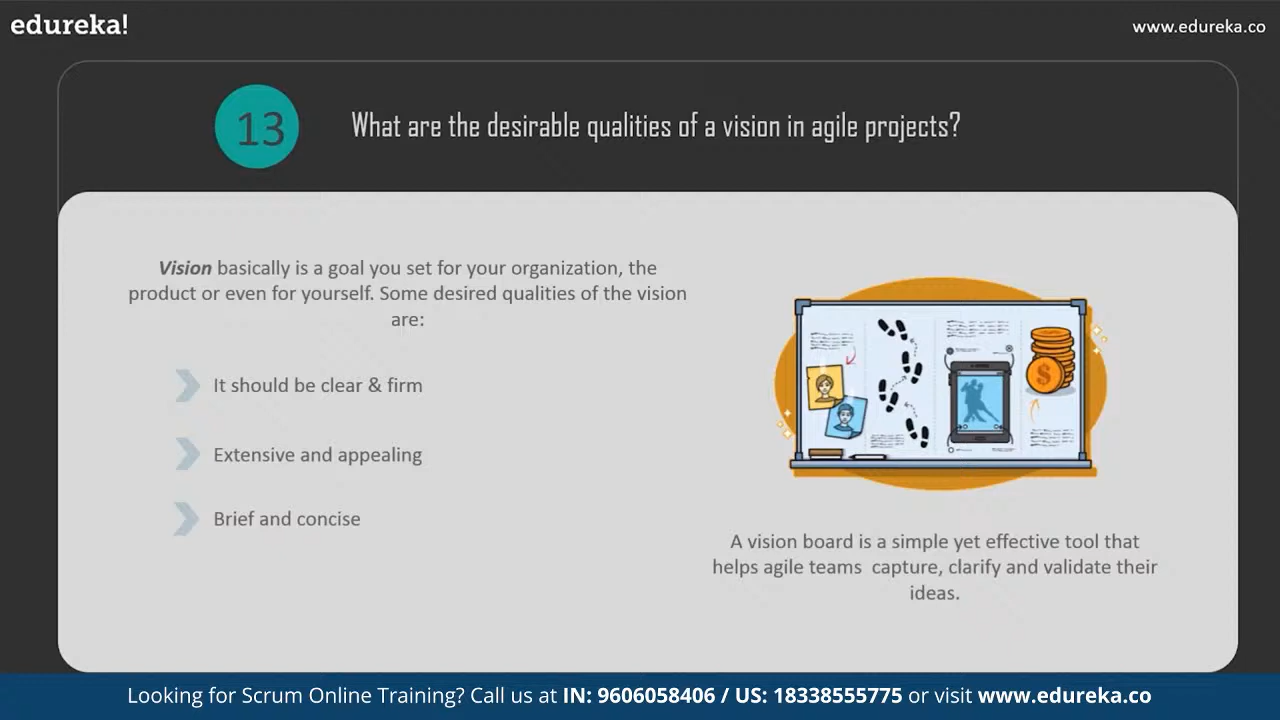 edureka!
www.edureka.co
13
What are the desirable qualities of a vision in agile projects?
Vision basically is a goal you set for your organization, the
product or even for yourself. Some desired qualities of the vision
are:
It should be clear & firm
Extensive and appealing
Brief and concise
$
A vision board is a simple yet effective tool that
helps agile teams  capture, clarify and validate their
ideas.
Looking for Scrum Online Training? Call us at IN: 9606058406 / US: 18338555775 or visit www.edureka.co